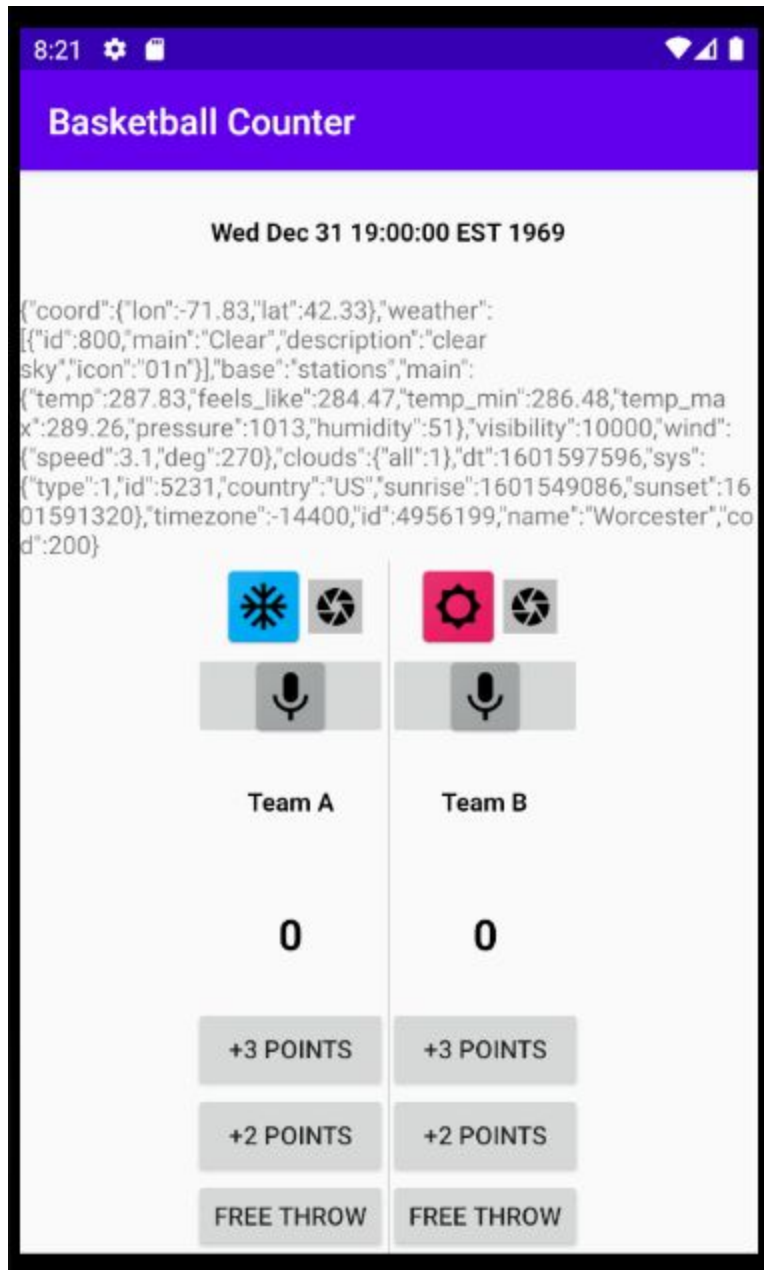 8:21
Basketball Counter
Wed Dec 31 19:00:00 EST 1969
{"coord":{"lon":-71.83,"lat":42.33},"weather":
[{"id":800,"main":"Clear","description":"clear
sky","icon":"01n"}],"base":"stations","main":
{"temp":287.83,"feels_like":284.47,"temp_min":286.48,"temp_ma
x":289.26,"pressure":1013,"humidity":51},"visibility":10000,"wind":
{"speed":3.1,"deg":270},"clouds":{"all":1},"dt":1601597596,"sys":
{"type":1,"id":5231,"country":"US","sunrise":1601549086,"sunset":16
01591320},"timezone":-14400,"id":4956199,"name":"Worcester","co
d":200}
Team A Team B
0 0
+3 POINTS +3 POINTS
+2 POINTS +2 POINTS
FREE THROW FREE THROW